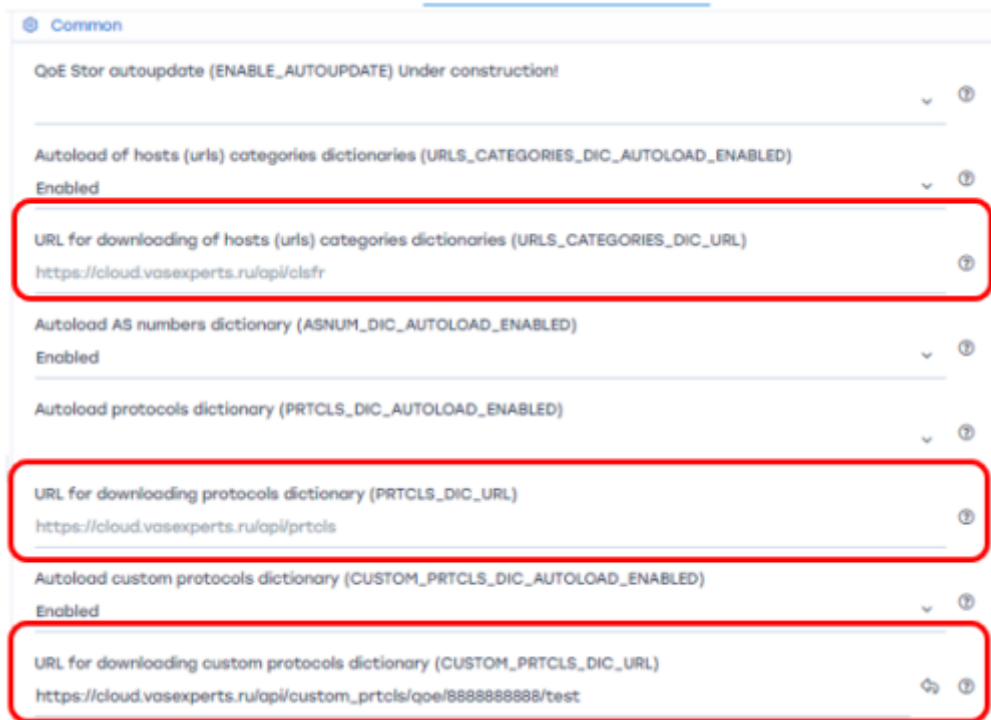 Common
QoE Stor autoupdate (ENABLE_AUTOUPDATE) Under construction!
Autoload of hosts (urls) categories dictionaries (URLS_CATEGORIES_DIC_AUTOLOAD_ENABLED)
Enabled
URL for downloading of hosts (urls) categories dictionaries (URLS_CATEGORIES_DIC_URL)
https://cloud.vasexperts.ru/api/clsfr
Autoload AS numbers dictionary (ASNUM_DIC_AUTOLOAD_ENABLED)
Enabled
Autoload protocols dictionary (PRTCLS_DIC_AUTOLOAD_ENABLED)
URL for downloading protocols dictionary (PRTCLS_DIC_URL)
https://cloud.vasexperts.ru/api/prtcls
Autoload custom protocols dictionary (CUSTOM_PRTCLS_DIC_AUTOLOAD_ENABLED)
Enabled
URL for downloading custom protocols dictionary (CUSTOM_PRTCLS_DIC_URL)
https://cloud.vasexperts.ru/api/custom_prtcls/qoe/8888888888/test